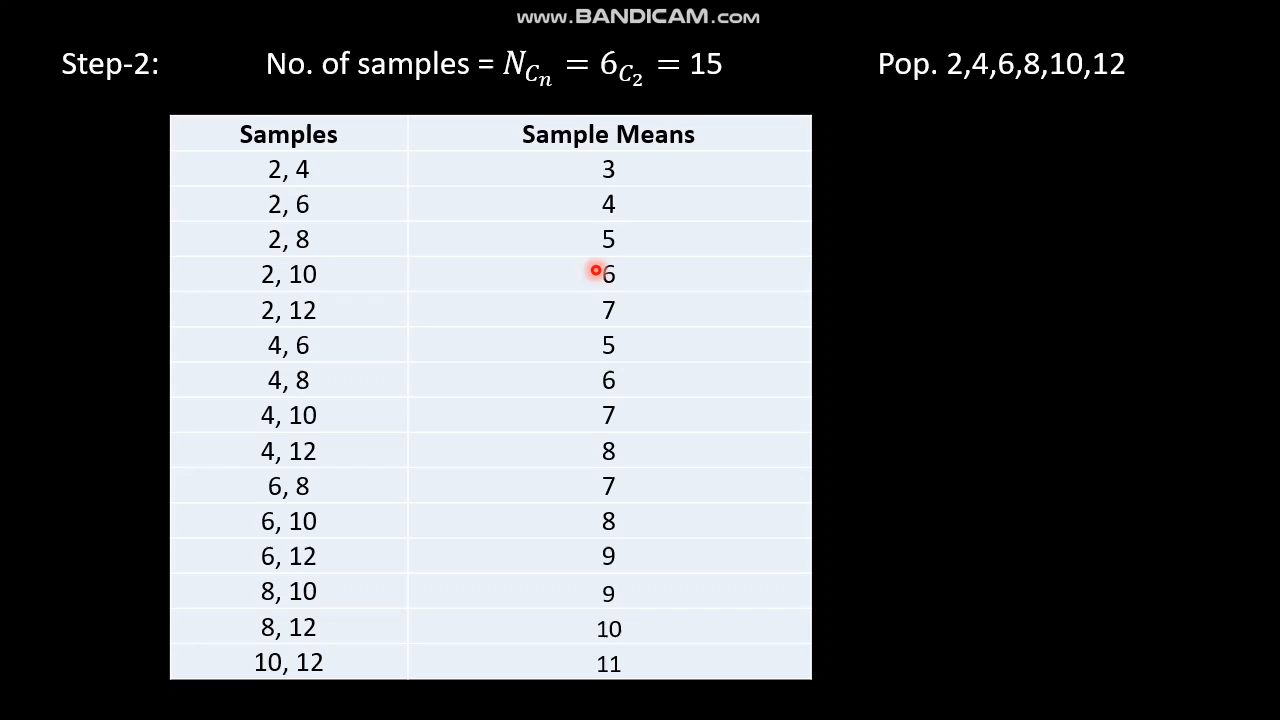 www.BANDICAM.com
Step-2: No. of samples = N_{C_n} = 6_{C_2} = 15 Pop. 2,4,6,8,10,12
Samples Sample Means
2, 4 3
2, 6 4
2, 8 5
2, 10 6
2, 12 7
4, 6 5
4, 8 6
4, 10 7
4, 12 8
6, 8 7
6, 10 8
6, 12 9
8, 10 9
8, 12 10
10, 12 11